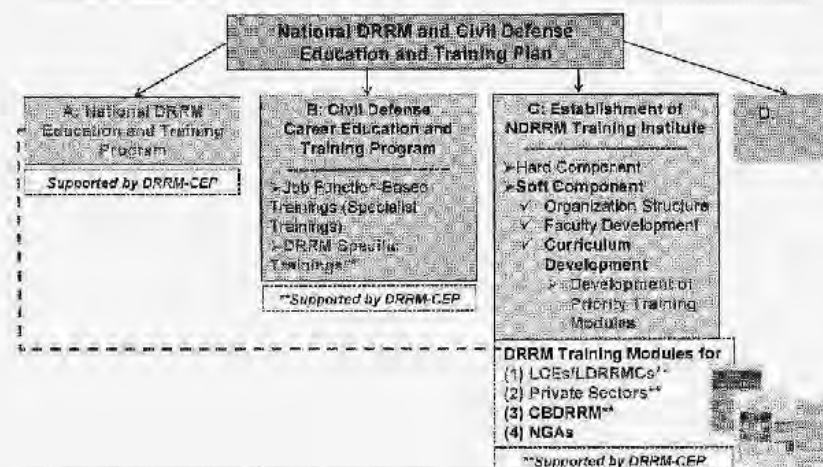 National DRRM and Civil Defense
Education and Training Plan
A: National DRRM
Education and Training
Program
Supported by DRRM-CEP
B: Civil Defense
Career Education and
Training Program
➢Job Function-Based
Trainings (Specialist
Trainings)
➢DRRM Specific
Trainings**
**Supported by DRRM-CEP
C: Establishment of
NDRRM Training Institute
➢Hard Component
➢Soft Component
✓ Organization Structure
✓ Faculty Development
✓ Curriculum
Development
➢ Development of
Priority Training
Modules
DRRM Training Modules for
(1) LCEs/LDRRMCs**
(2) Private Sectors**
(3) CBDRRM**
(4) NGAs
**Supported by DRRM-CEP
D: